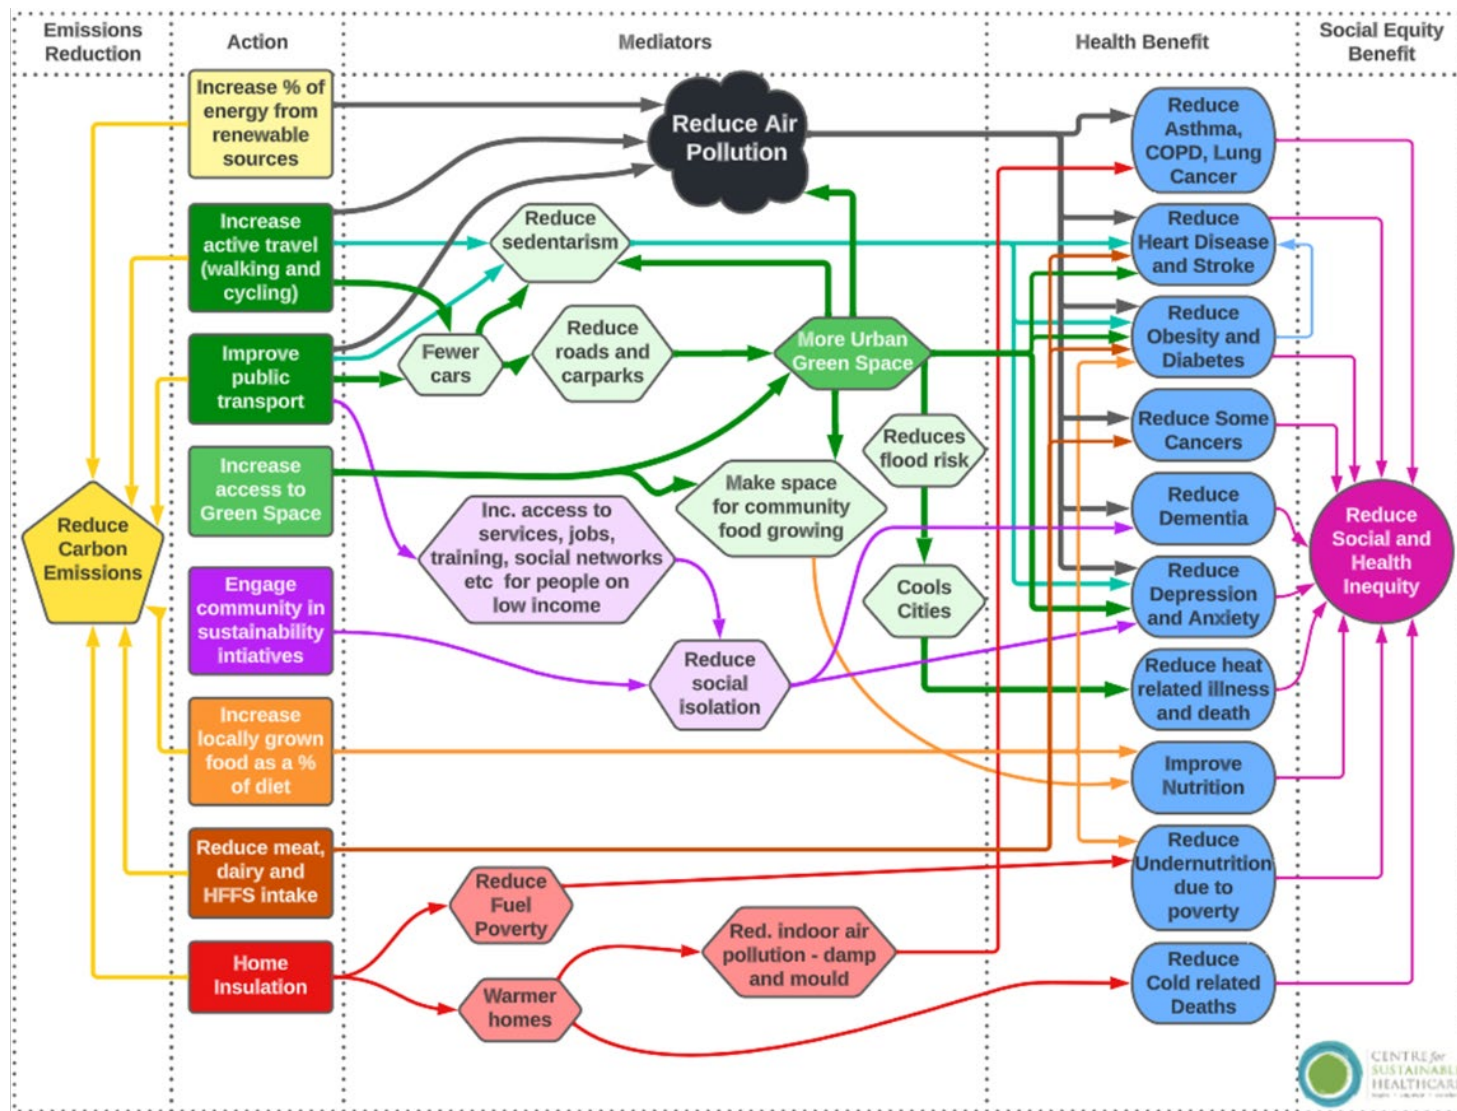 Emissions
Reduction
Action
Mediators
Health Benefit
Social Equity
Benefit
Increase % of
energy from
renewable
sources
Increase
active travel
(walking and
cycling)
Improve
public
transport
Increase
access to
Green Space
Engage
community in
sustainability
intiatives
Increase
locally grown
food as a %
of diet
Reduce meat,
dairy and
HFFS intake
Home
Insulation
Reduce
Carbon
Emissions
Reduce Air
Pollution
Reduce
sedentarism
Fewer
cars
Reduce
roads and
carparks
More Urban
Green Space
Reduces
flood risk
Make space
for community
food growing
Inc. access to
services, jobs,
training, social networks
etc for people on
low income
Cools
Cities
Reduce
social
isolation
Reduce
Fuel
Poverty
Red. indoor air
pollution - damp
and mould
Warmer
homes
Reduce
Asthma,
COPD, Lung
Cancer
Reduce
Heart Disease
and Stroke
Reduce
Obesity and
Diabetes
Reduce Some
Cancers
Reduce
Dementia
Reduce
Depression
and Anxiety
Reduce heat
related illness
and death
Improve
Nutrition
Reduce
Undernutrition
due to
poverty
Reduce
Cold related
Deaths
Reduce
Social and
Health
Inequity
CENTRE for
SUSTAINABLE
HEALTHCARE